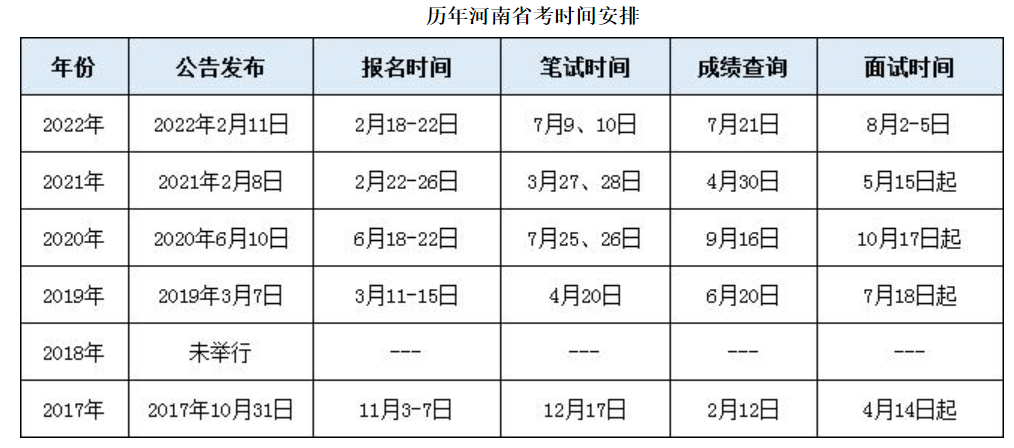 历年河南省考时间安排
年份 公告发布 报名时间 笔试时间 成绩查询 面试时间
2022年 2022年2月11日 2月18-22日 7月9、10日 7月21日 8月2-5日
2021年 2021年2月8日 2月22-26日 3月27、28日 4月30日 5月15日起
2020年 2020年6月10日 6月18-22日 7月25、26日 9月16日 10月17日起
2019年 2019年3月7日 3月11-15日 4月20日 6月20日 7月18日起
2018年 未举行 --- --- --- ---
2017年 2017年10月31日 11月3-7日 12月17日 2月12日 4月14日起